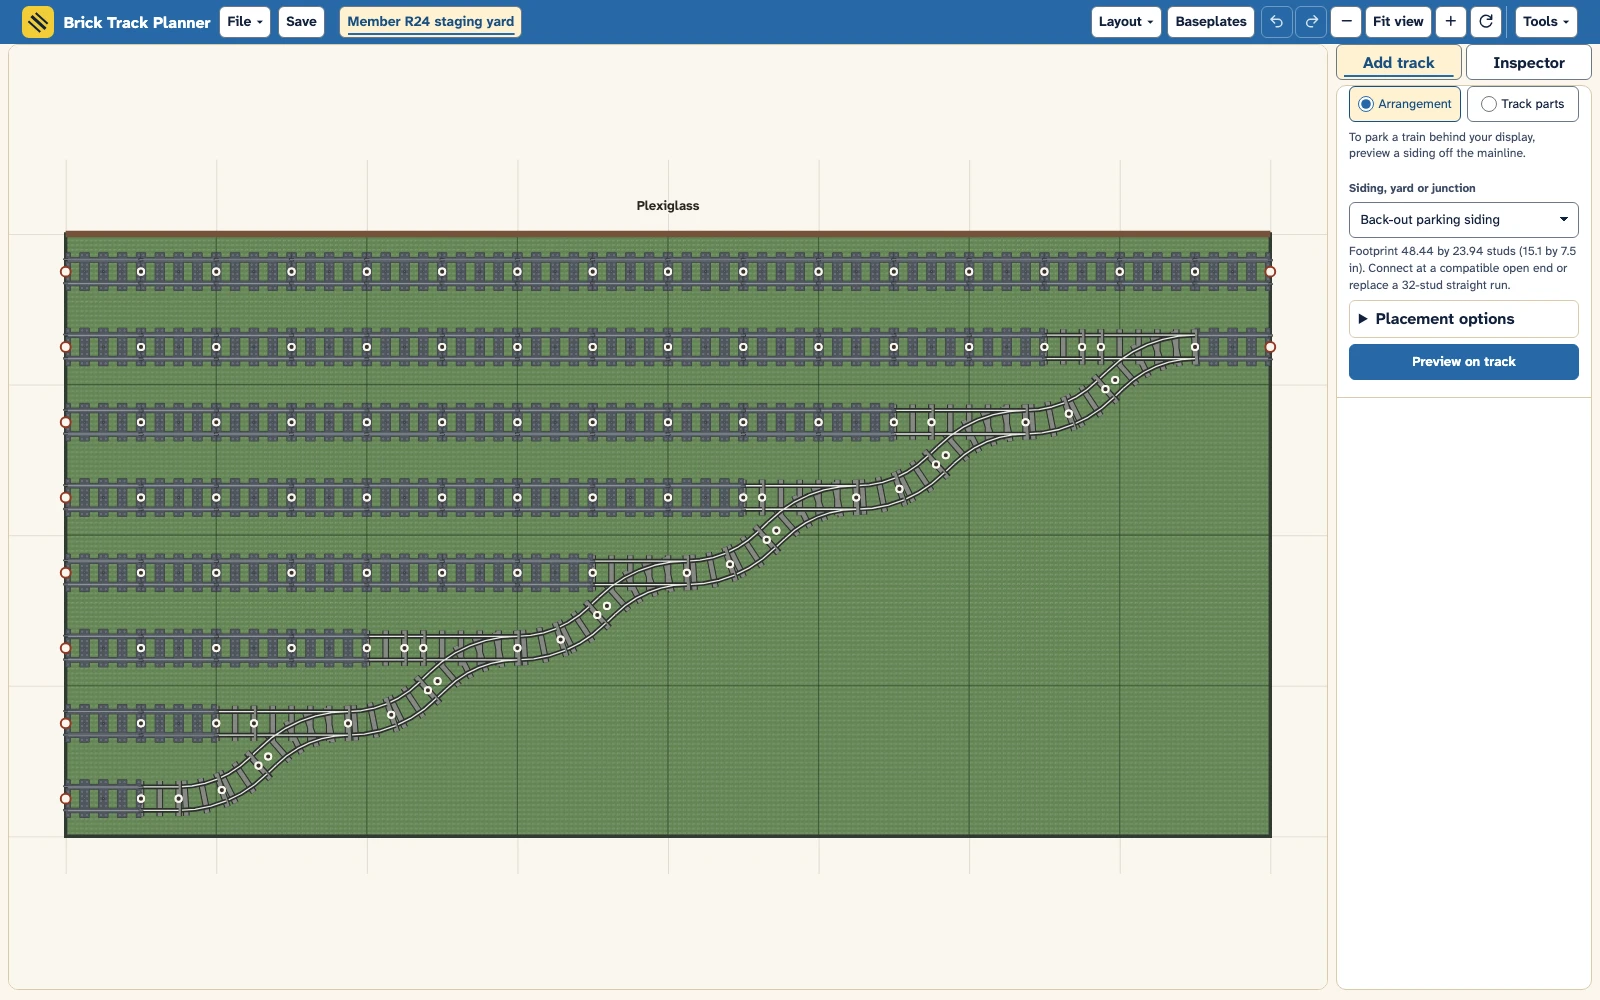 Brick Track Planner
File
Save
Member R24 staging yard
Layout
Baseplates
Fit view
Tools
Add track
Inspector
Arrangement
Track parts
To park a train behind your display,
preview a siding off the mainline.
Siding, yard or junction
Back-out parking siding
Footprint 48.44 by 23.94 studs (15.1 by 7.5
in). Connect at a compatible open end or
replace a 32-stud straight run.
Placement options
Preview on track
Plexiglass